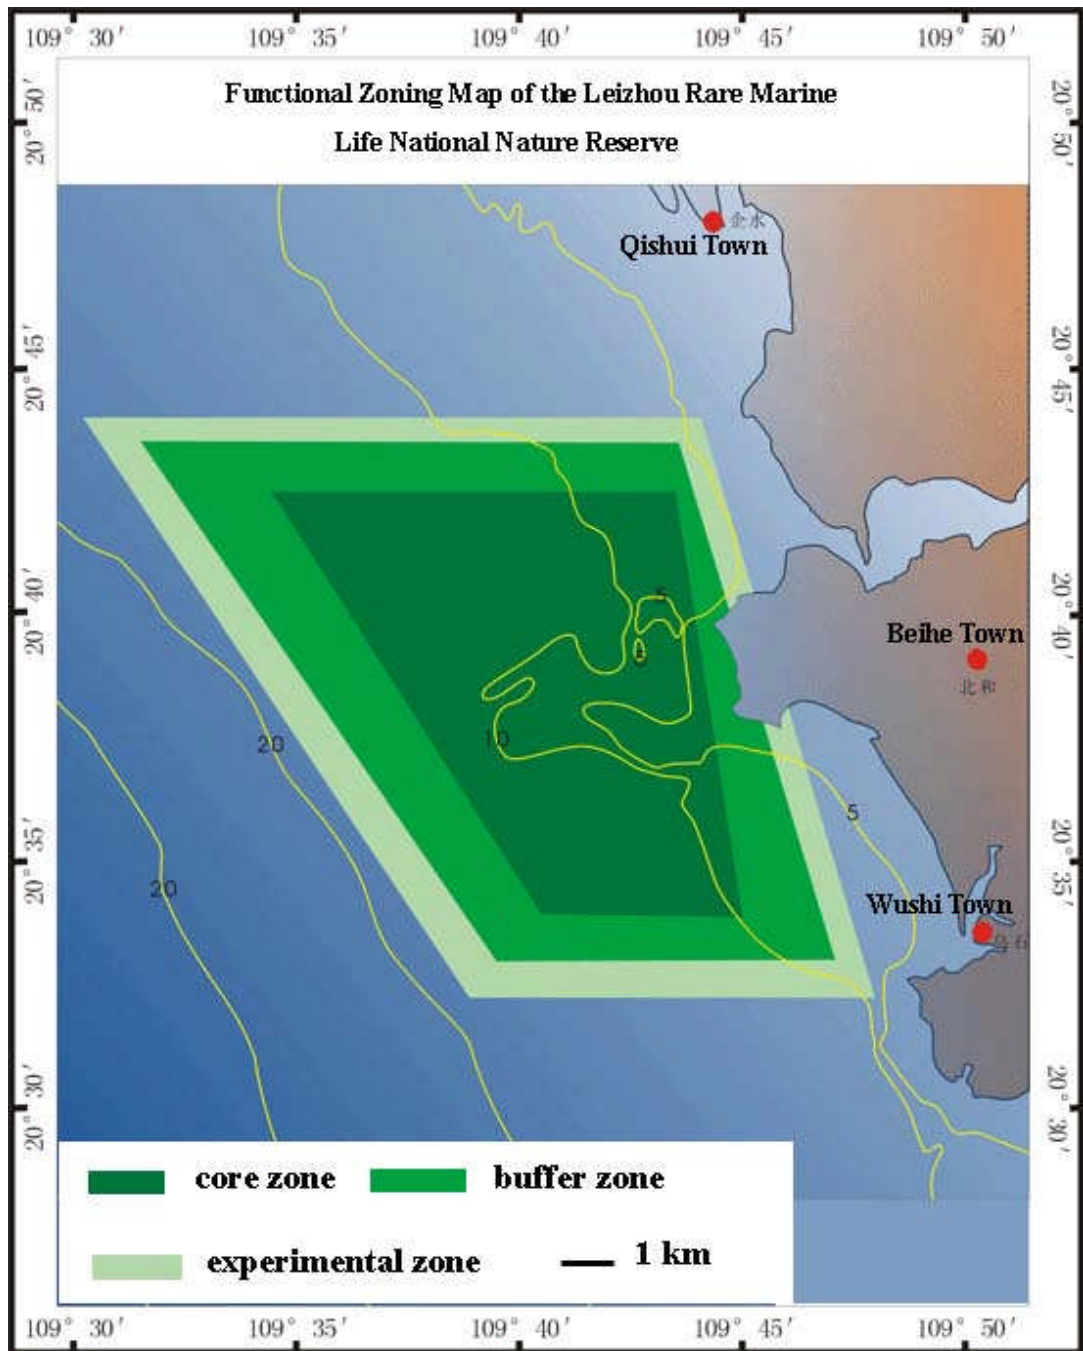 109° 30′ 109° 35′ 109° 40′ 109° 45′ 109° 50′
Functional Zoning Map of the Leizhou Rare Marine
Life National Nature Reserve
20° 50′
20° 50′
企水
Qishui Town
20° 45′
20° 45′
20° 40′
20° 40′
5
Beihe Town
北和
10
20
5
20° 35′
20° 35′
20
Wushi Town
20° 30′
20° 30′
core zone buffer zone
experimental zone 1 km
109° 30′ 109° 35′ 109° 40′ 109° 45′ 109° 50′